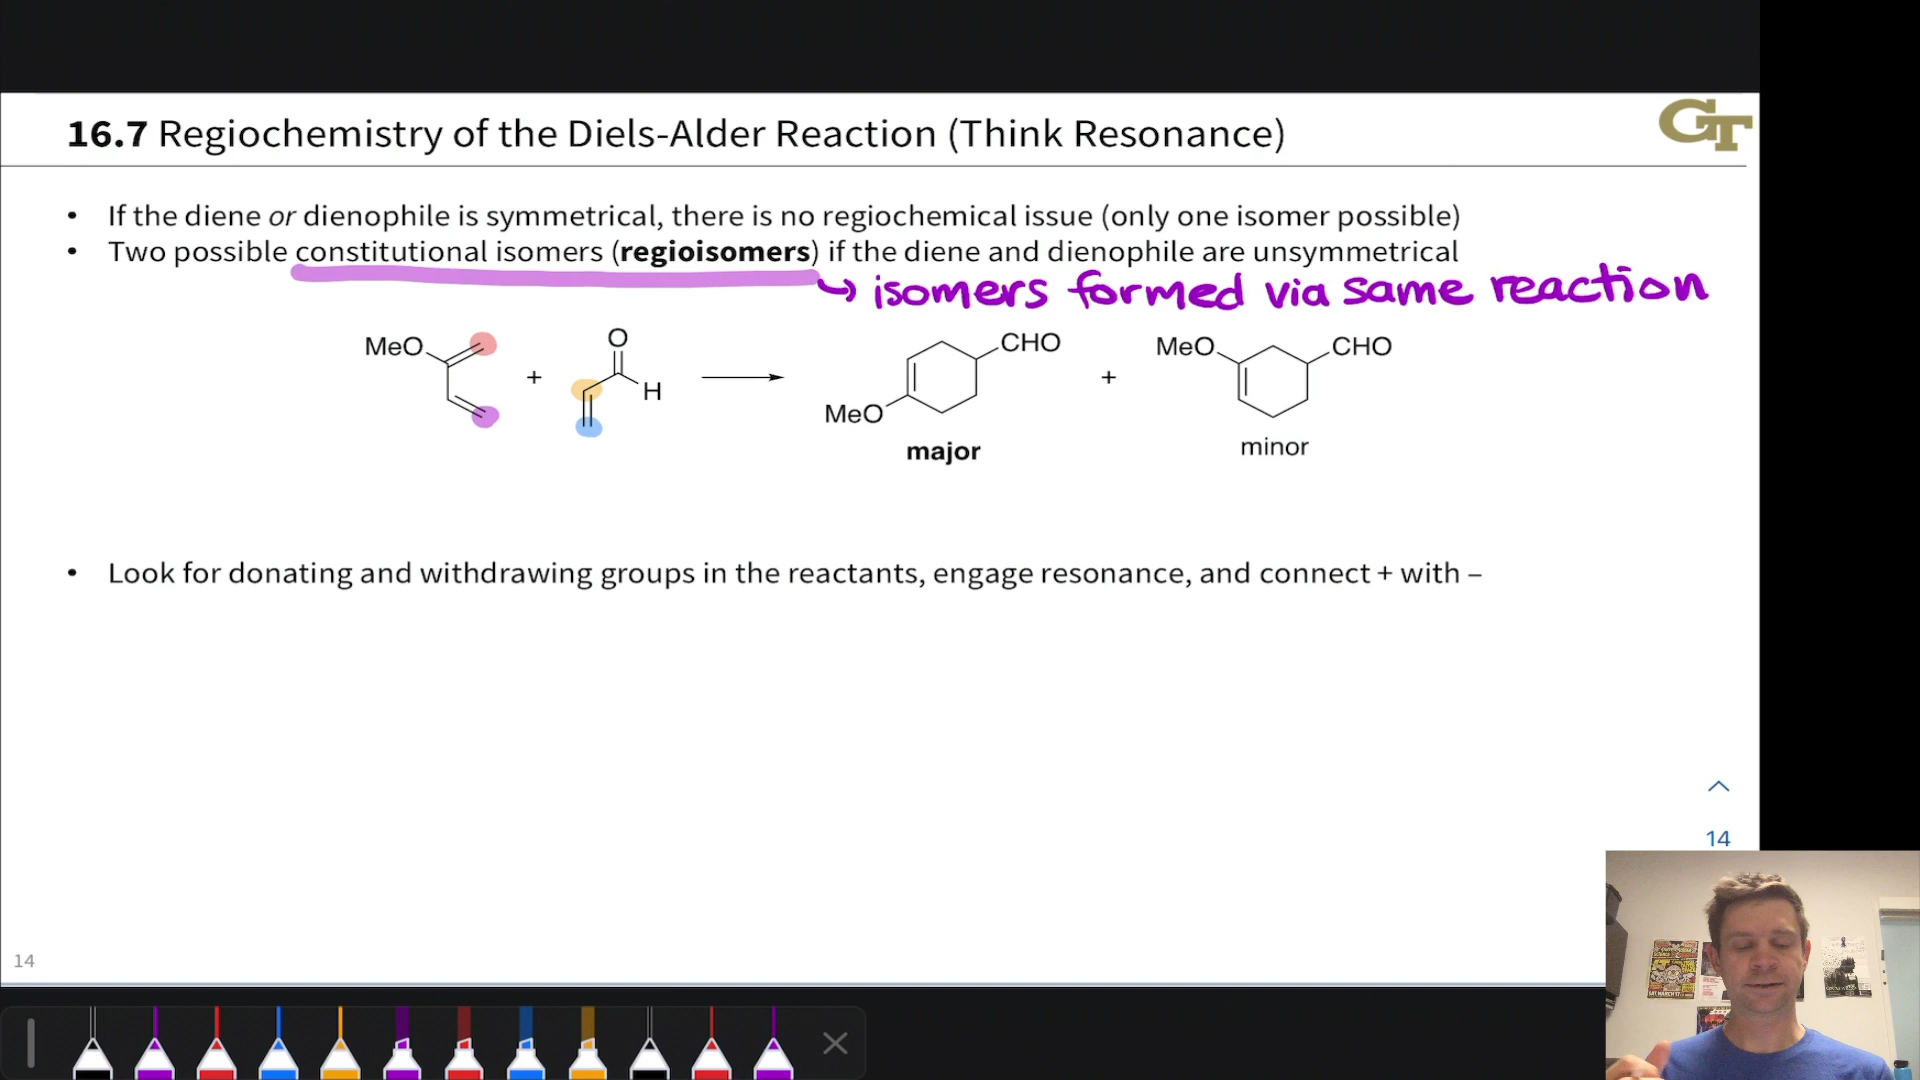 16.7 Regiochemistry of the Diels-Alder Reaction (Think Resonance)
GT
• If the diene or dienophile is symmetrical, there is no regiochemical issue (only one isomer possible)
• Two possible constitutional isomers (regioisomers) if the diene and dienophile are unsymmetrical
↳ isomers formed via same reaction
MeO + O H → MeO CHO + MeO CHO
major minor
• Look for donating and withdrawing groups in the reactants, engage resonance, and connect + with –
14
14